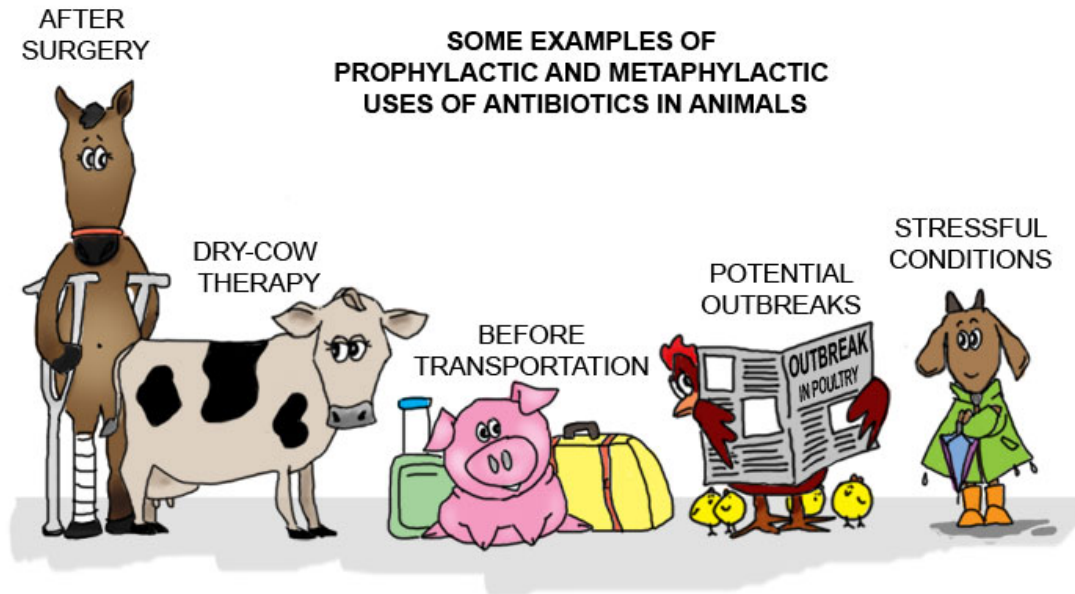 AFTER
SURGERY
SOME EXAMPLES OF
PROPHYLACTIC AND METAPHYLACTIC
USES OF ANTIBIOTICS IN ANIMALS
DRY-COW
THERAPY
BEFORE
TRANSPORTATION
POTENTIAL
OUTBREAKS
OUTBREAK
IN POULTRY
STRESSFUL
CONDITIONS